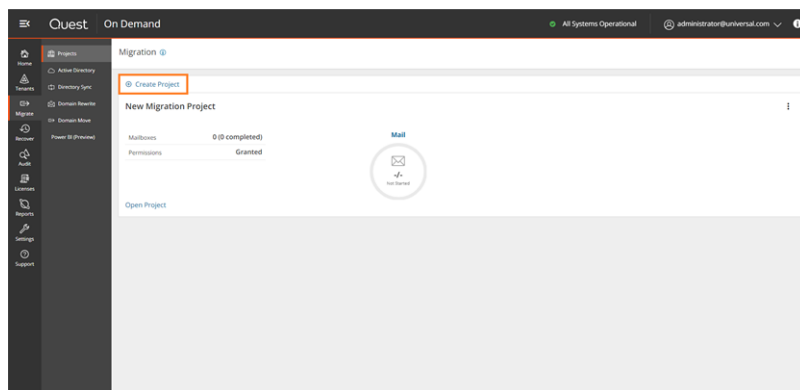 Quest On Demand
All Systems Operational
administrator@universal.com
Home
Tenants
Migrate
Recover
Audit
Licenses
Reports
Settings
Support
Projects
Active Directory
Directory Sync
Domain Rewrite
Domain Move
Power BI (Preview)
Migration
Create Project
New Migration Project
Mailboxes 0 (0 completed)
Permissions Granted
Mail
-/-
Not Started
Open Project